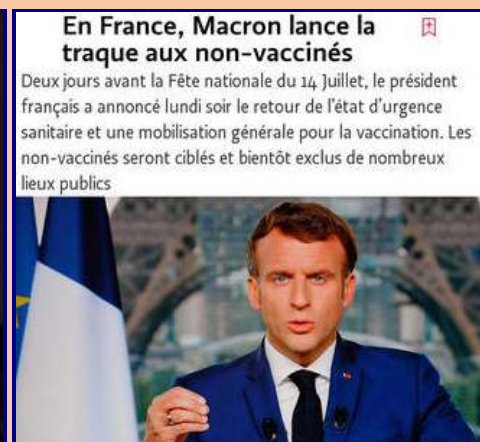 En France, Macron lance la
traque aux non-vaccinés
Deux jours avant la Fête nationale du 14 Juillet, le président
français a annoncé lundi soir le retour de l'état d'urgence
sanitaire et une mobilisation générale pour la vaccination. Les
non-vaccinés seront ciblés et bientôt exclus de nombreux
lieux publics